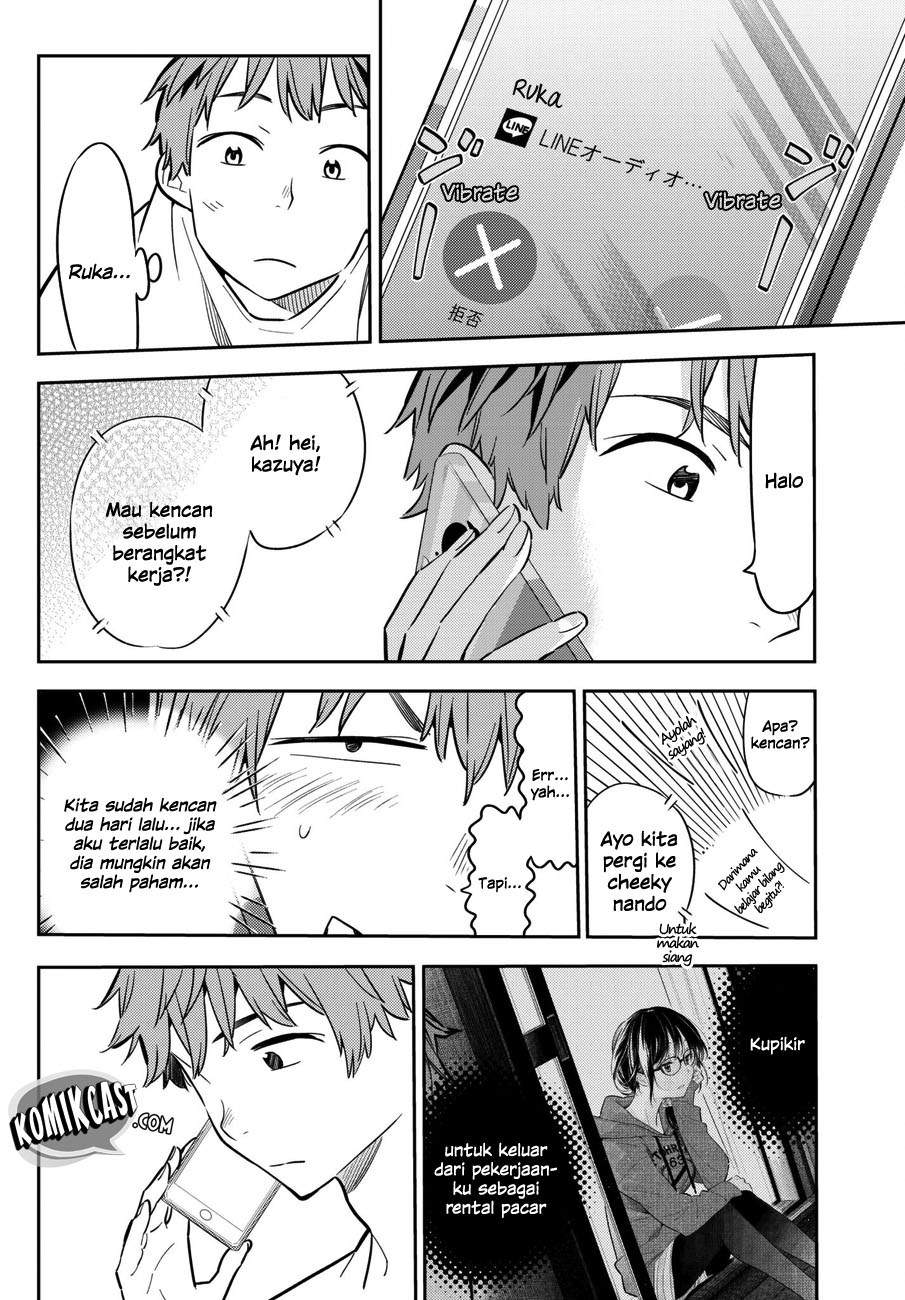 Ruka
LINE
LINEオーディオ...
Vibrate
Vibrate
拒否
Ruka...
Halo
Ah! hei,
kazuya!
Mau kencan
sebelum
berangkat
kerja?!
Apa?
kencan?
Ayolah
sayang!
Darimana
kamu
belajar bilang
begitu?!
Ayo kita
pergi ke
cheeky
nando
Untuk
makan
siang
Err...
yah...
Tapi...
Kita sudah kencan
dua hari lalu... jika
aku terlalu baik,
dia mungkin akan
salah paham...
Kupikir
untuk keluar
dari pekerjaan-
ku sebagai
rental pacar
KOMIKCAST
.COM